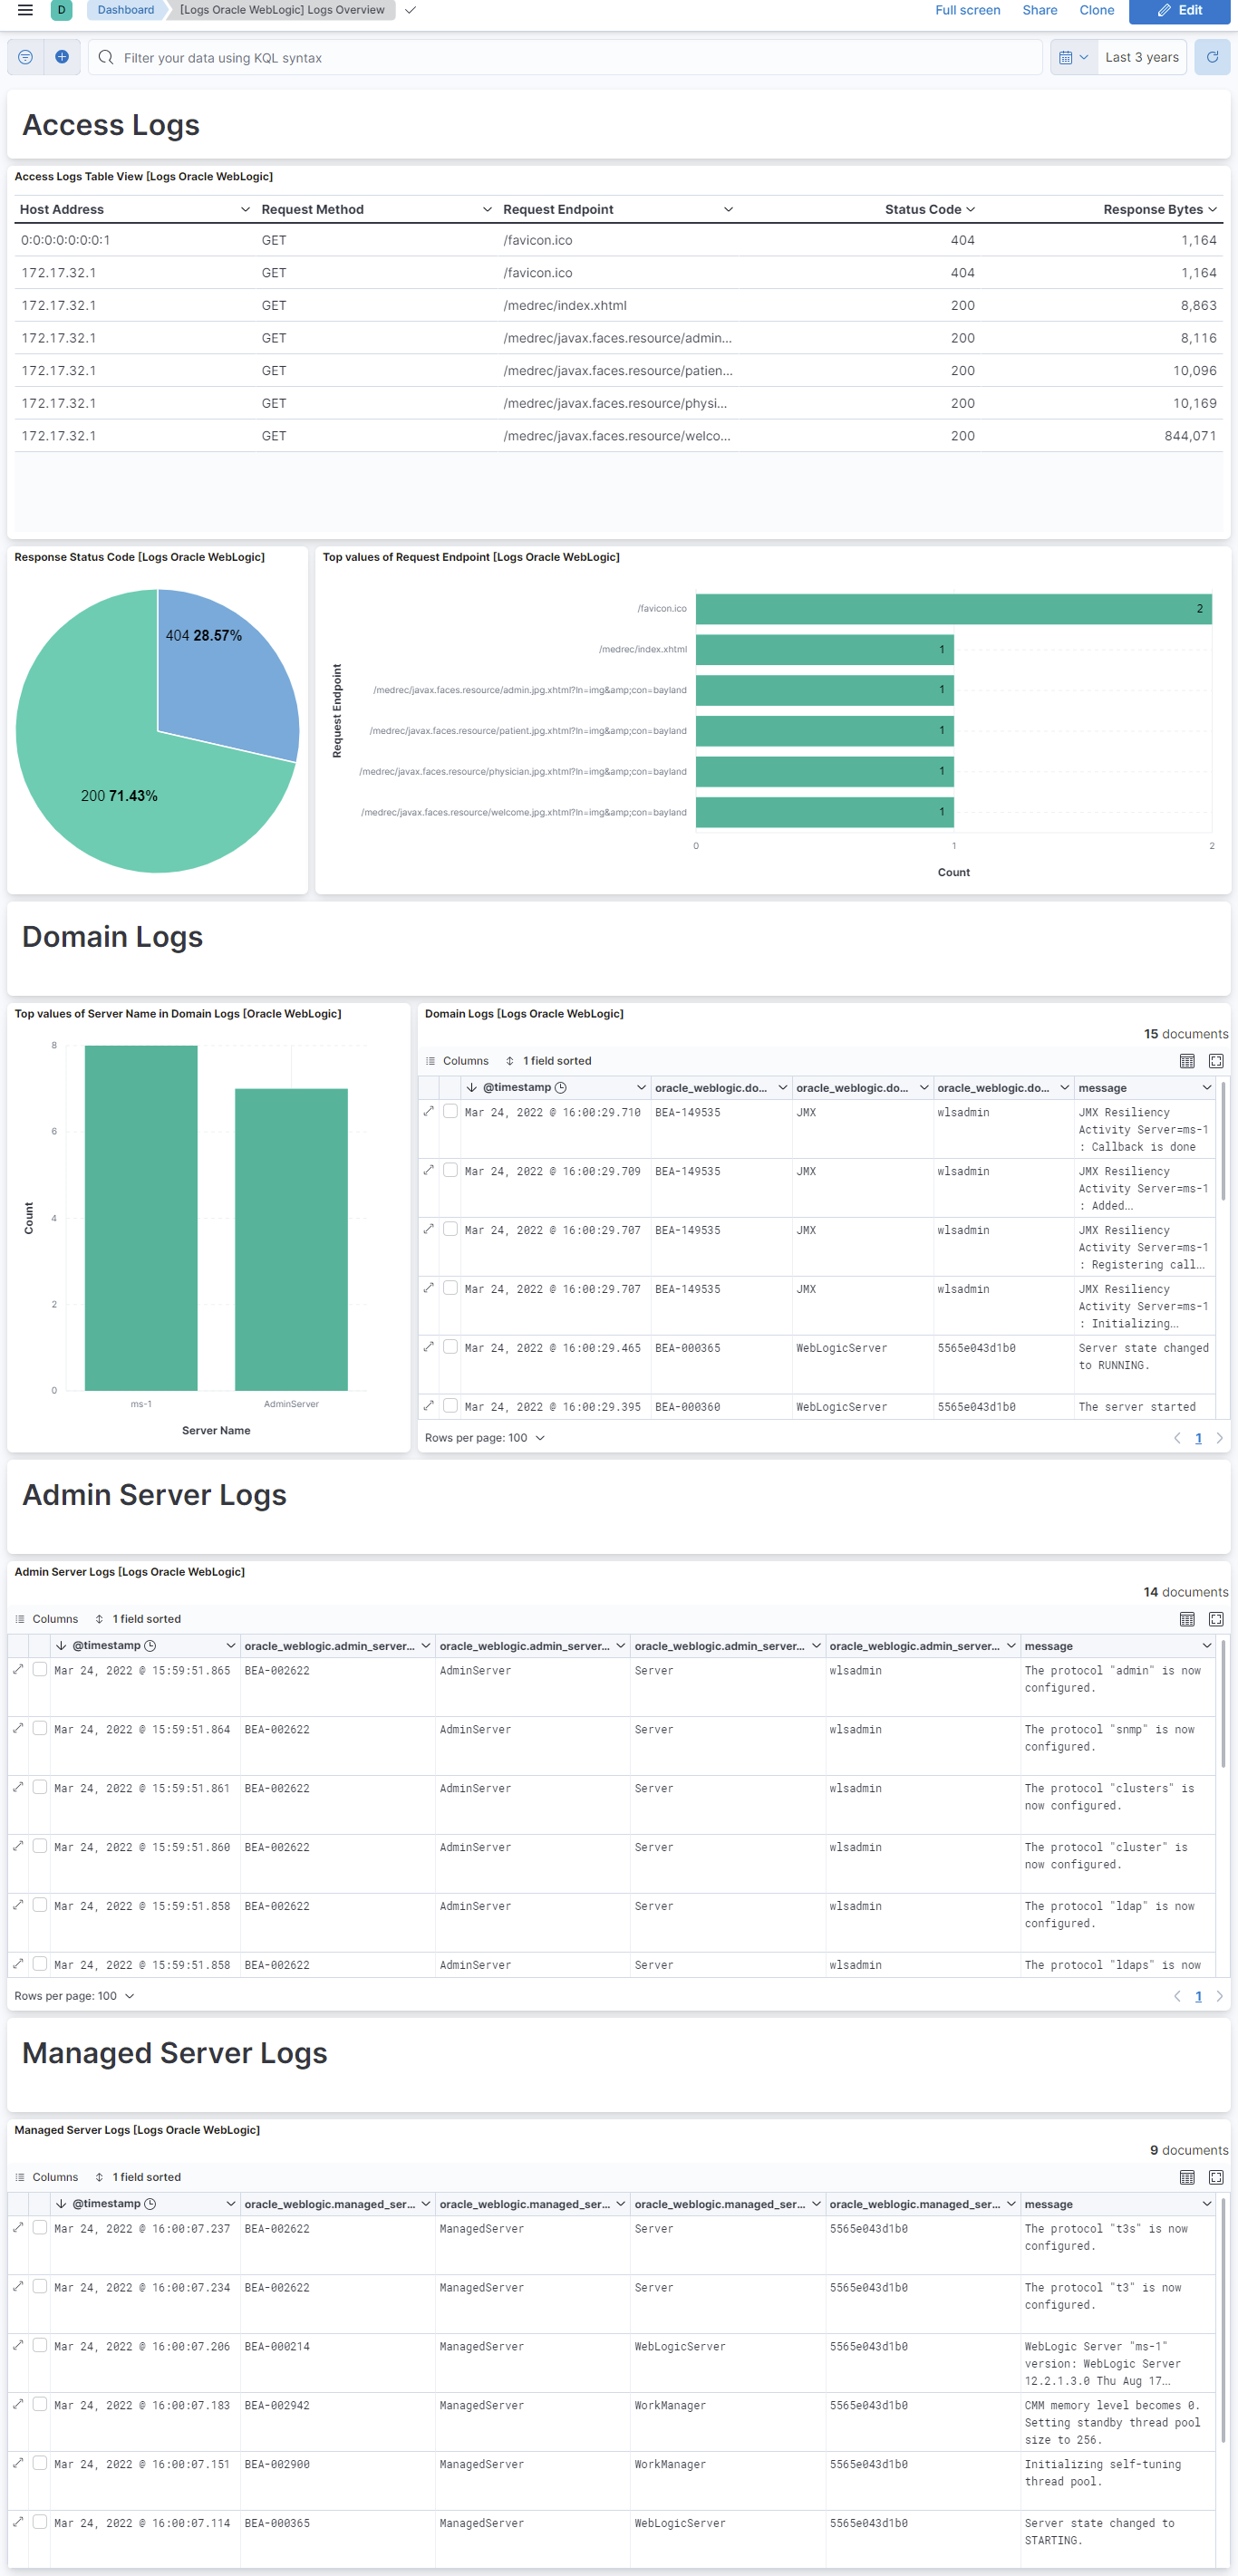 D Dashboard [Logs Oracle WebLogic] Logs Overview Full screen Share Clone Edit
Filter your data using KQL syntax Last 3 years
Access Logs
Access Logs Table View [Logs Oracle WebLogic]
Host Address Request Method Request Endpoint Status Code Response Bytes
0:0:0:0:0:0:0:1 GET /favicon.ico 404 1,164
172.17.32.1 GET /favicon.ico 404 1,164
172.17.32.1 GET /medrec/index.xhtml 200 8,863
172.17.32.1 GET /medrec/javax.faces.resource/admin... 200 8,116
172.17.32.1 GET /medrec/javax.faces.resource/patien... 200 10,096
172.17.32.1 GET /medrec/javax.faces.resource/physi... 200 10,169
172.17.32.1 GET /medrec/javax.faces.resource/welco... 200 844,071
Response Status Code [Logs Oracle WebLogic]
404 28.57%
200 71.43%
Top values of Request Endpoint [Logs Oracle WebLogic]
Request Endpoint
/favicon.ico 2
/medrec/index.xhtml 1
/medrec/javax.faces.resource/admin.jpg.xhtml?ln=img&amp;con=bayland 1
/medrec/javax.faces.resource/patient.jpg.xhtml?ln=img&amp;con=bayland 1
/medrec/javax.faces.resource/physician.jpg.xhtml?ln=img&amp;con=bayland 1
/medrec/javax.faces.resource/welcome.jpg.xhtml?ln=img&amp;con=bayland 1
0 1 2
Count
Domain Logs
Top values of Server Name in Domain Logs [Oracle WebLogic]
Count
8
6
4
2
0
ms-1 AdminServer
Server Name
Domain Logs [Logs Oracle WebLogic]
15 documents
Columns 1 field sorted
@timestamp oracle_weblogic.do... oracle_weblogic.do... oracle_weblogic.do... message
Mar 24, 2022 @ 16:00:29.710 BEA-149535 JMX wlsadmin JMX Resiliency
Activity Server=ms-1
: Callback is done
Mar 24, 2022 @ 16:00:29.709 BEA-149535 JMX wlsadmin JMX Resiliency
Activity Server=ms-1
: Added...
Mar 24, 2022 @ 16:00:29.707 BEA-149535 JMX wlsadmin JMX Resiliency
Activity Server=ms-1
: Registering call...
Mar 24, 2022 @ 16:00:29.707 BEA-149535 JMX wlsadmin JMX Resiliency
Activity Server=ms-1
: Initializing...
Mar 24, 2022 @ 16:00:29.465 BEA-000365 WebLogicServer 5565e043d1b0 Server state changed
to RUNNING.
Mar 24, 2022 @ 16:00:29.395 BEA-000360 WebLogicServer 5565e043d1b0 The server started
Rows per page: 100 1
Admin Server Logs
Admin Server Logs [Logs Oracle WebLogic]
14 documents
Columns 1 field sorted
@timestamp oracle_weblogic.admin_server... oracle_weblogic.admin_server... oracle_weblogic.admin_server... oracle_weblogic.admin_server... message
Mar 24, 2022 @ 15:59:51.865 BEA-002622 AdminServer Server wlsadmin The protocol "admin" is now
configured.
Mar 24, 2022 @ 15:59:51.864 BEA-002622 AdminServer Server wlsadmin The protocol "snmp" is now
configured.
Mar 24, 2022 @ 15:59:51.861 BEA-002622 AdminServer Server wlsadmin The protocol "clusters" is
now configured.
Mar 24, 2022 @ 15:59:51.860 BEA-002622 AdminServer Server wlsadmin The protocol "cluster" is
now configured.
Mar 24, 2022 @ 15:59:51.858 BEA-002622 AdminServer Server wlsadmin The protocol "ldap" is now
configured.
Mar 24, 2022 @ 15:59:51.858 BEA-002622 AdminServer Server wlsadmin The protocol "ldaps" is now
Rows per page: 100 1
Managed Server Logs
Managed Server Logs [Logs Oracle WebLogic]
9 documents
Columns 1 field sorted
@timestamp oracle_weblogic.managed_ser... oracle_weblogic.managed_ser... oracle_weblogic.managed_ser... oracle_weblogic.managed_ser... message
Mar 24, 2022 @ 16:00:07.237 BEA-002622 ManagedServer Server 5565e043d1b0 The protocol "t3s" is now
configured.
Mar 24, 2022 @ 16:00:07.234 BEA-002622 ManagedServer Server 5565e043d1b0 The protocol "t3" is now
configured.
Mar 24, 2022 @ 16:00:07.206 BEA-000214 ManagedServer WebLogicServer 5565e043d1b0 WebLogic Server "ms-1"
version: WebLogic Server
12.2.1.3.0 Thu Aug 17...
Mar 24, 2022 @ 16:00:07.183 BEA-002942 ManagedServer WorkManager 5565e043d1b0 CMM memory level becomes 0.
Setting standby thread pool
size to 256.
Mar 24, 2022 @ 16:00:07.151 BEA-002900 ManagedServer WorkManager 5565e043d1b0 Initializing self-tuning
thread pool.
Mar 24, 2022 @ 16:00:07.114 BEA-000365 ManagedServer WebLogicServer 5565e043d1b0 Server state changed to
STARTING.